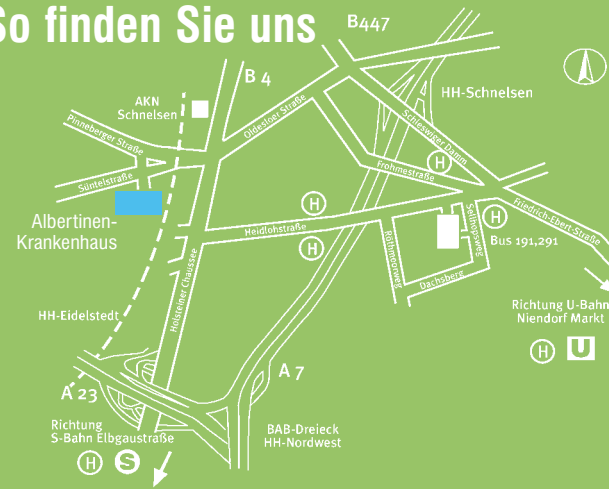 So finden Sie uns
B447
B 4
AKN
Schnelsen
Oldesloer Straße
HH-Schnelsen
Pinneberger Straße
Schleswiger Damm
Süntelstraße
Frohmestraße
H
Albertinen-
Krankenhaus
H
Heidlohstraße
H
Rothmoorweg
Sellhopsweg
H
Friedrich-Ebert-Straße
Bus 191,291
Dachsberg
Holsteiner Chaussee
HH-Eidelstedt
Richtung U-Bahn
Niendorf Markt
H U
A 7
A 23
Richtung
S-Bahn Elbgaustraße
H S
BAB-Dreieck
HH-Nordwest